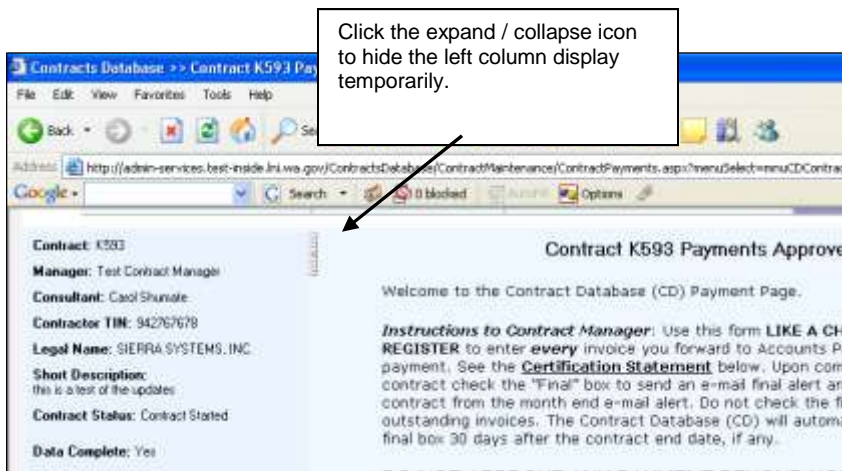 Click the expand / collapse icon
to hide the left column display
temporarily.
Contracts Database >> Contract K593 Pay
File Edit View Favorites Tools Help
Back
Address http://admin-services.test-inside.lni.wa.gov/ContractsDatabase/ContractMaintenance/ContractPayments.aspx?menuSelect=mnuCDContrac
Google Search 0 blocked Options
Contract: K593
Manager: Test Contract Manager
Consultant: Carol Shumate
Contractor TIN: 942767678
Legal Name: SIERRA SYSTEMS, INC
Short Description:
this is a test of the updates
Contract Status: Contract Started
Data Complete: Yes
Contract K593 Payments Approve
Welcome to the Contract Database (CD) Payment Page.
Instructions to Contract Manager: Use this form LIKE A CH
REGISTER to enter every invoice you forward to Accounts P
payment. See the Certification Statement below. Upon com
contract check the "Final" box to send an e-mail final alert an
contract from the month end e-mail alert. Do not check the f
outstanding invoices. The Contract Database (CD) will automa
final box 30 days after the contract end date, if any.